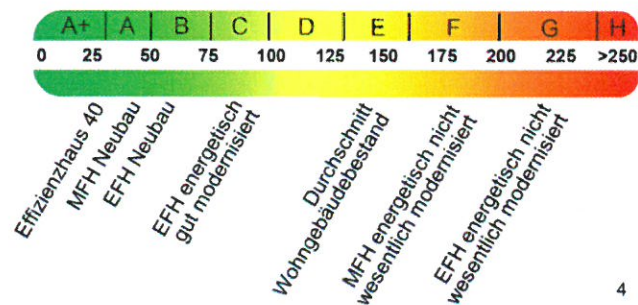 A+ A B C D E F G H
0 25 50 75 100 125 150 175 200 225 >250
Effizienzhaus 40
MFH Neubau
EFH Neubau
EFH energetisch
gut modernisiert
Durchschnitt
Wohngebäudebestand
MFH energetisch nicht
wesentlich modernisiert
EFH energetisch nicht
wesentlich modernisiert
4